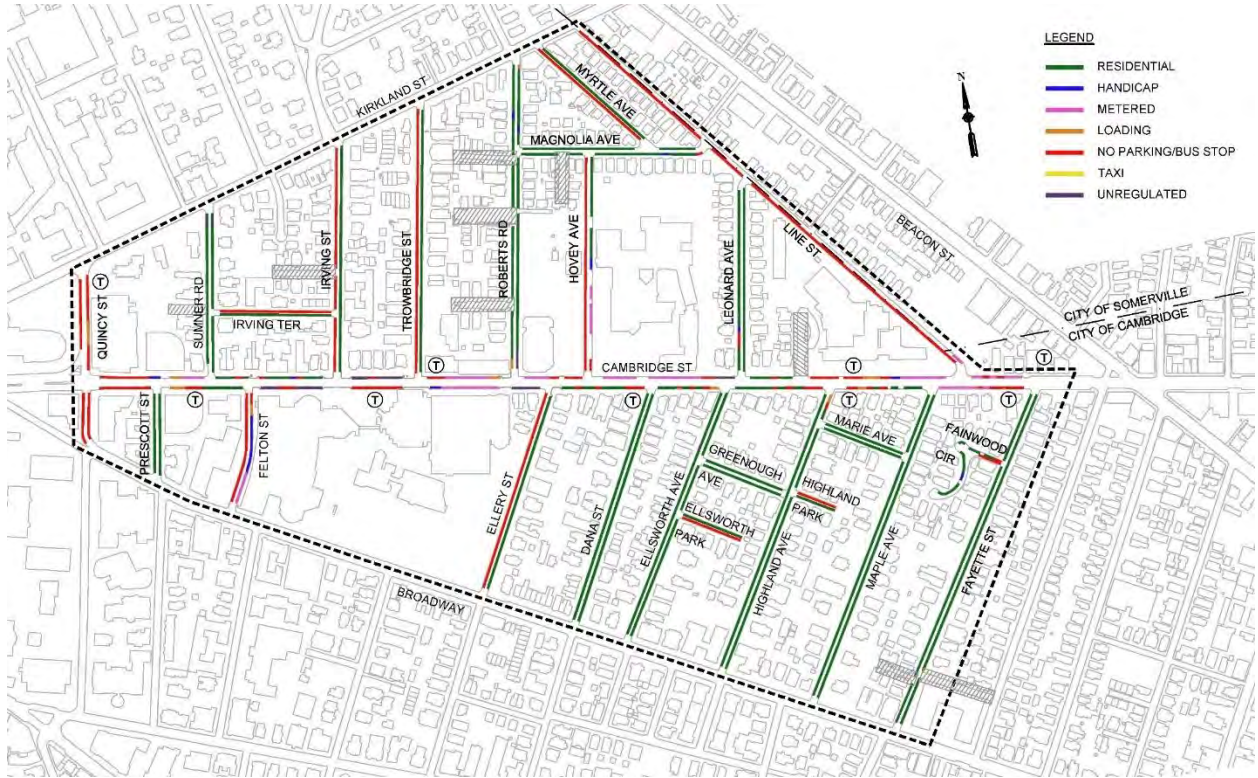 LEGEND
RESIDENTIAL
HANDICAP
METERED
LOADING
NO PARKING/BUS STOP
TAXI
UNREGULATED
N
KIRKLAND ST
MYRTLE AVE
MAGNOLIA AVE
BEACON ST
LINE ST.
CITY OF SOMERVILLE
CITY OF CAMBRIDGE
T
QUINCY ST
SUMNER RD
IRVING ST
IRVING TER
TROWBRIDGE ST
ROBERTS RD
HOVEY AVE
LEONARD AVE
CAMBRIDGE ST
T
T
T
T
T
T
T
T
PRESCOTT ST
FELTON ST
ELLERY ST
DANA ST
ELLSWORTH AVE
GREENOUGH
AVE
ELLSWORTH
PARK
HIGHLAND AVE
HIGHLAND
PARK
MARIE AVE
MAPLE AVE
FAINWOOD
CIR
FAYETTE ST
BROADWAY